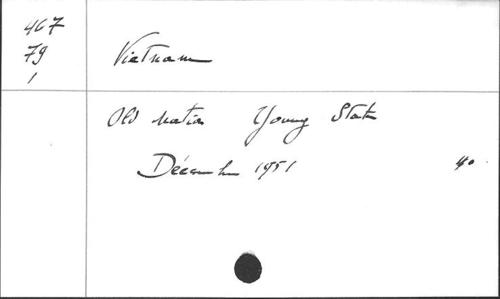 467
79
1
Vietnam
Old Nation Young State
Décembre 1951
40